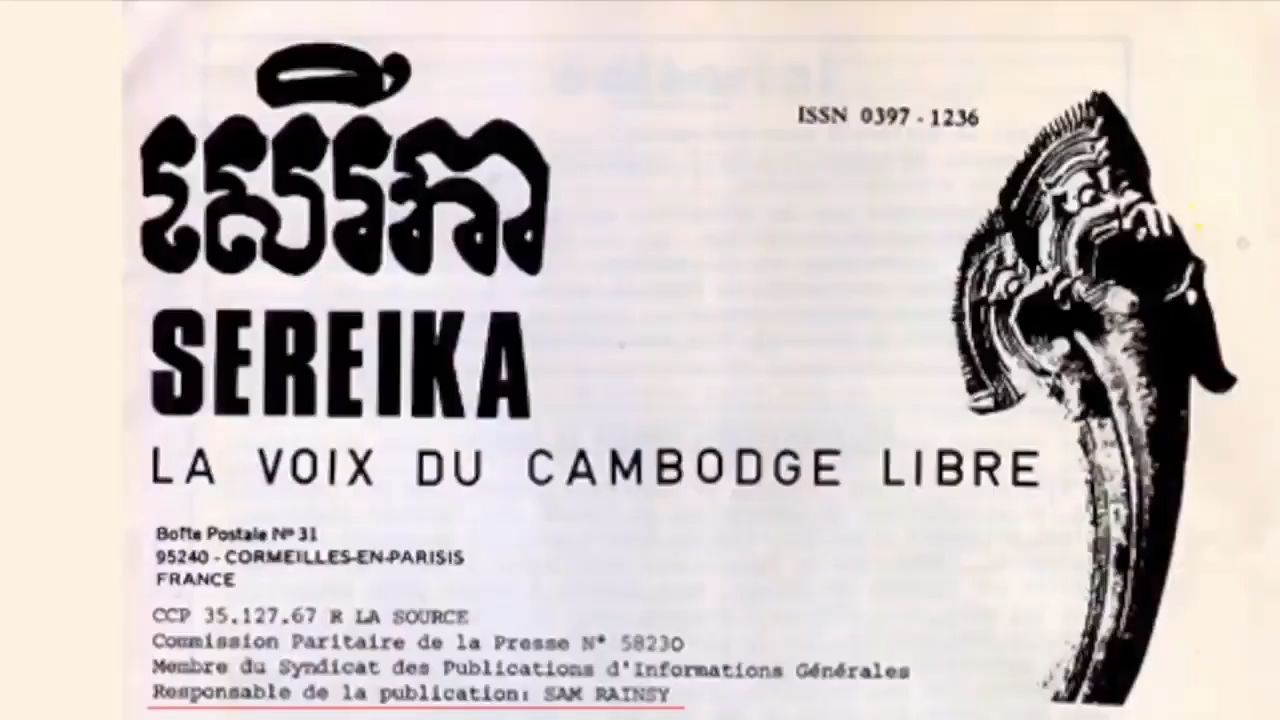 សេរីកា
ISSN 0397 - 1236
SEREIKA
LA VOIX DU CAMBODGE LIBRE
Boîte Postale Nº 31
95240 - CORMEILLES-EN-PARISIS
FRANCE
CCP 35.127.67 R LA SOURCE
Commission Paritaire de la Presse N° 58230
Membre du Syndicat des Publications d'Informations Générales
Responsable de la publication: SAM RAINSY